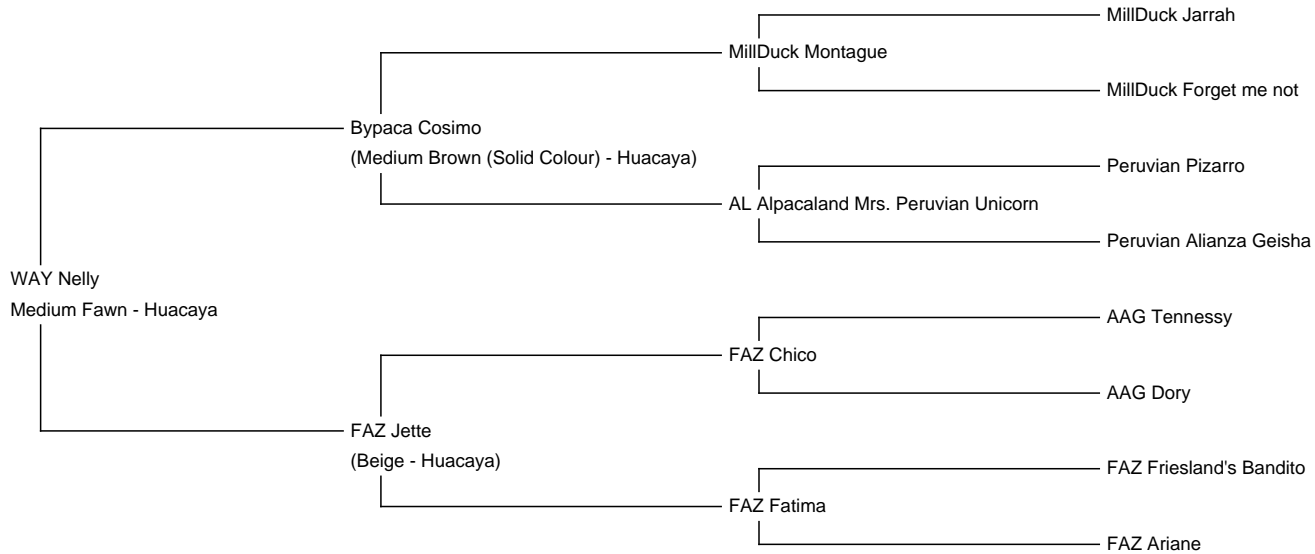 MillDuck Jarrah
MillDuck Montague
MillDuck Forget me not
Bypaca Cosimo
(Medium Brown (Solid Colour) - Huacaya)
Peruvian Pizarro
AL Alpacaland Mrs. Peruvian Unicorn
Peruvian Alianza Geisha
WAY Nelly
Medium Fawn - Huacaya
AAG Tennessy
FAZ Chico
AAG Dory
FAZ Jette
(Beige - Huacaya)
FAZ Friesland's Bandito
FAZ Fatima
FAZ Ariane